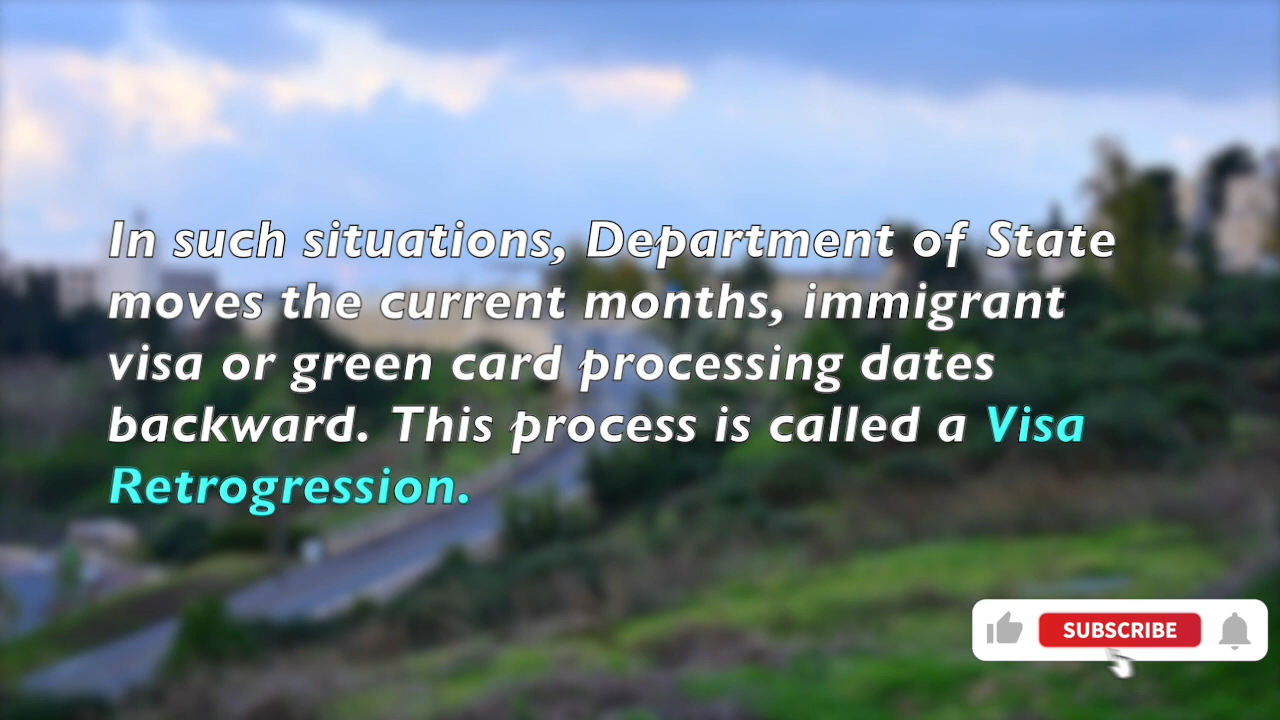 In such situations, Department of State
moves the current months, immigrant
visa or green card processing dates
backward. This process is called a Visa
Retrogression.
SUBSCRIBE